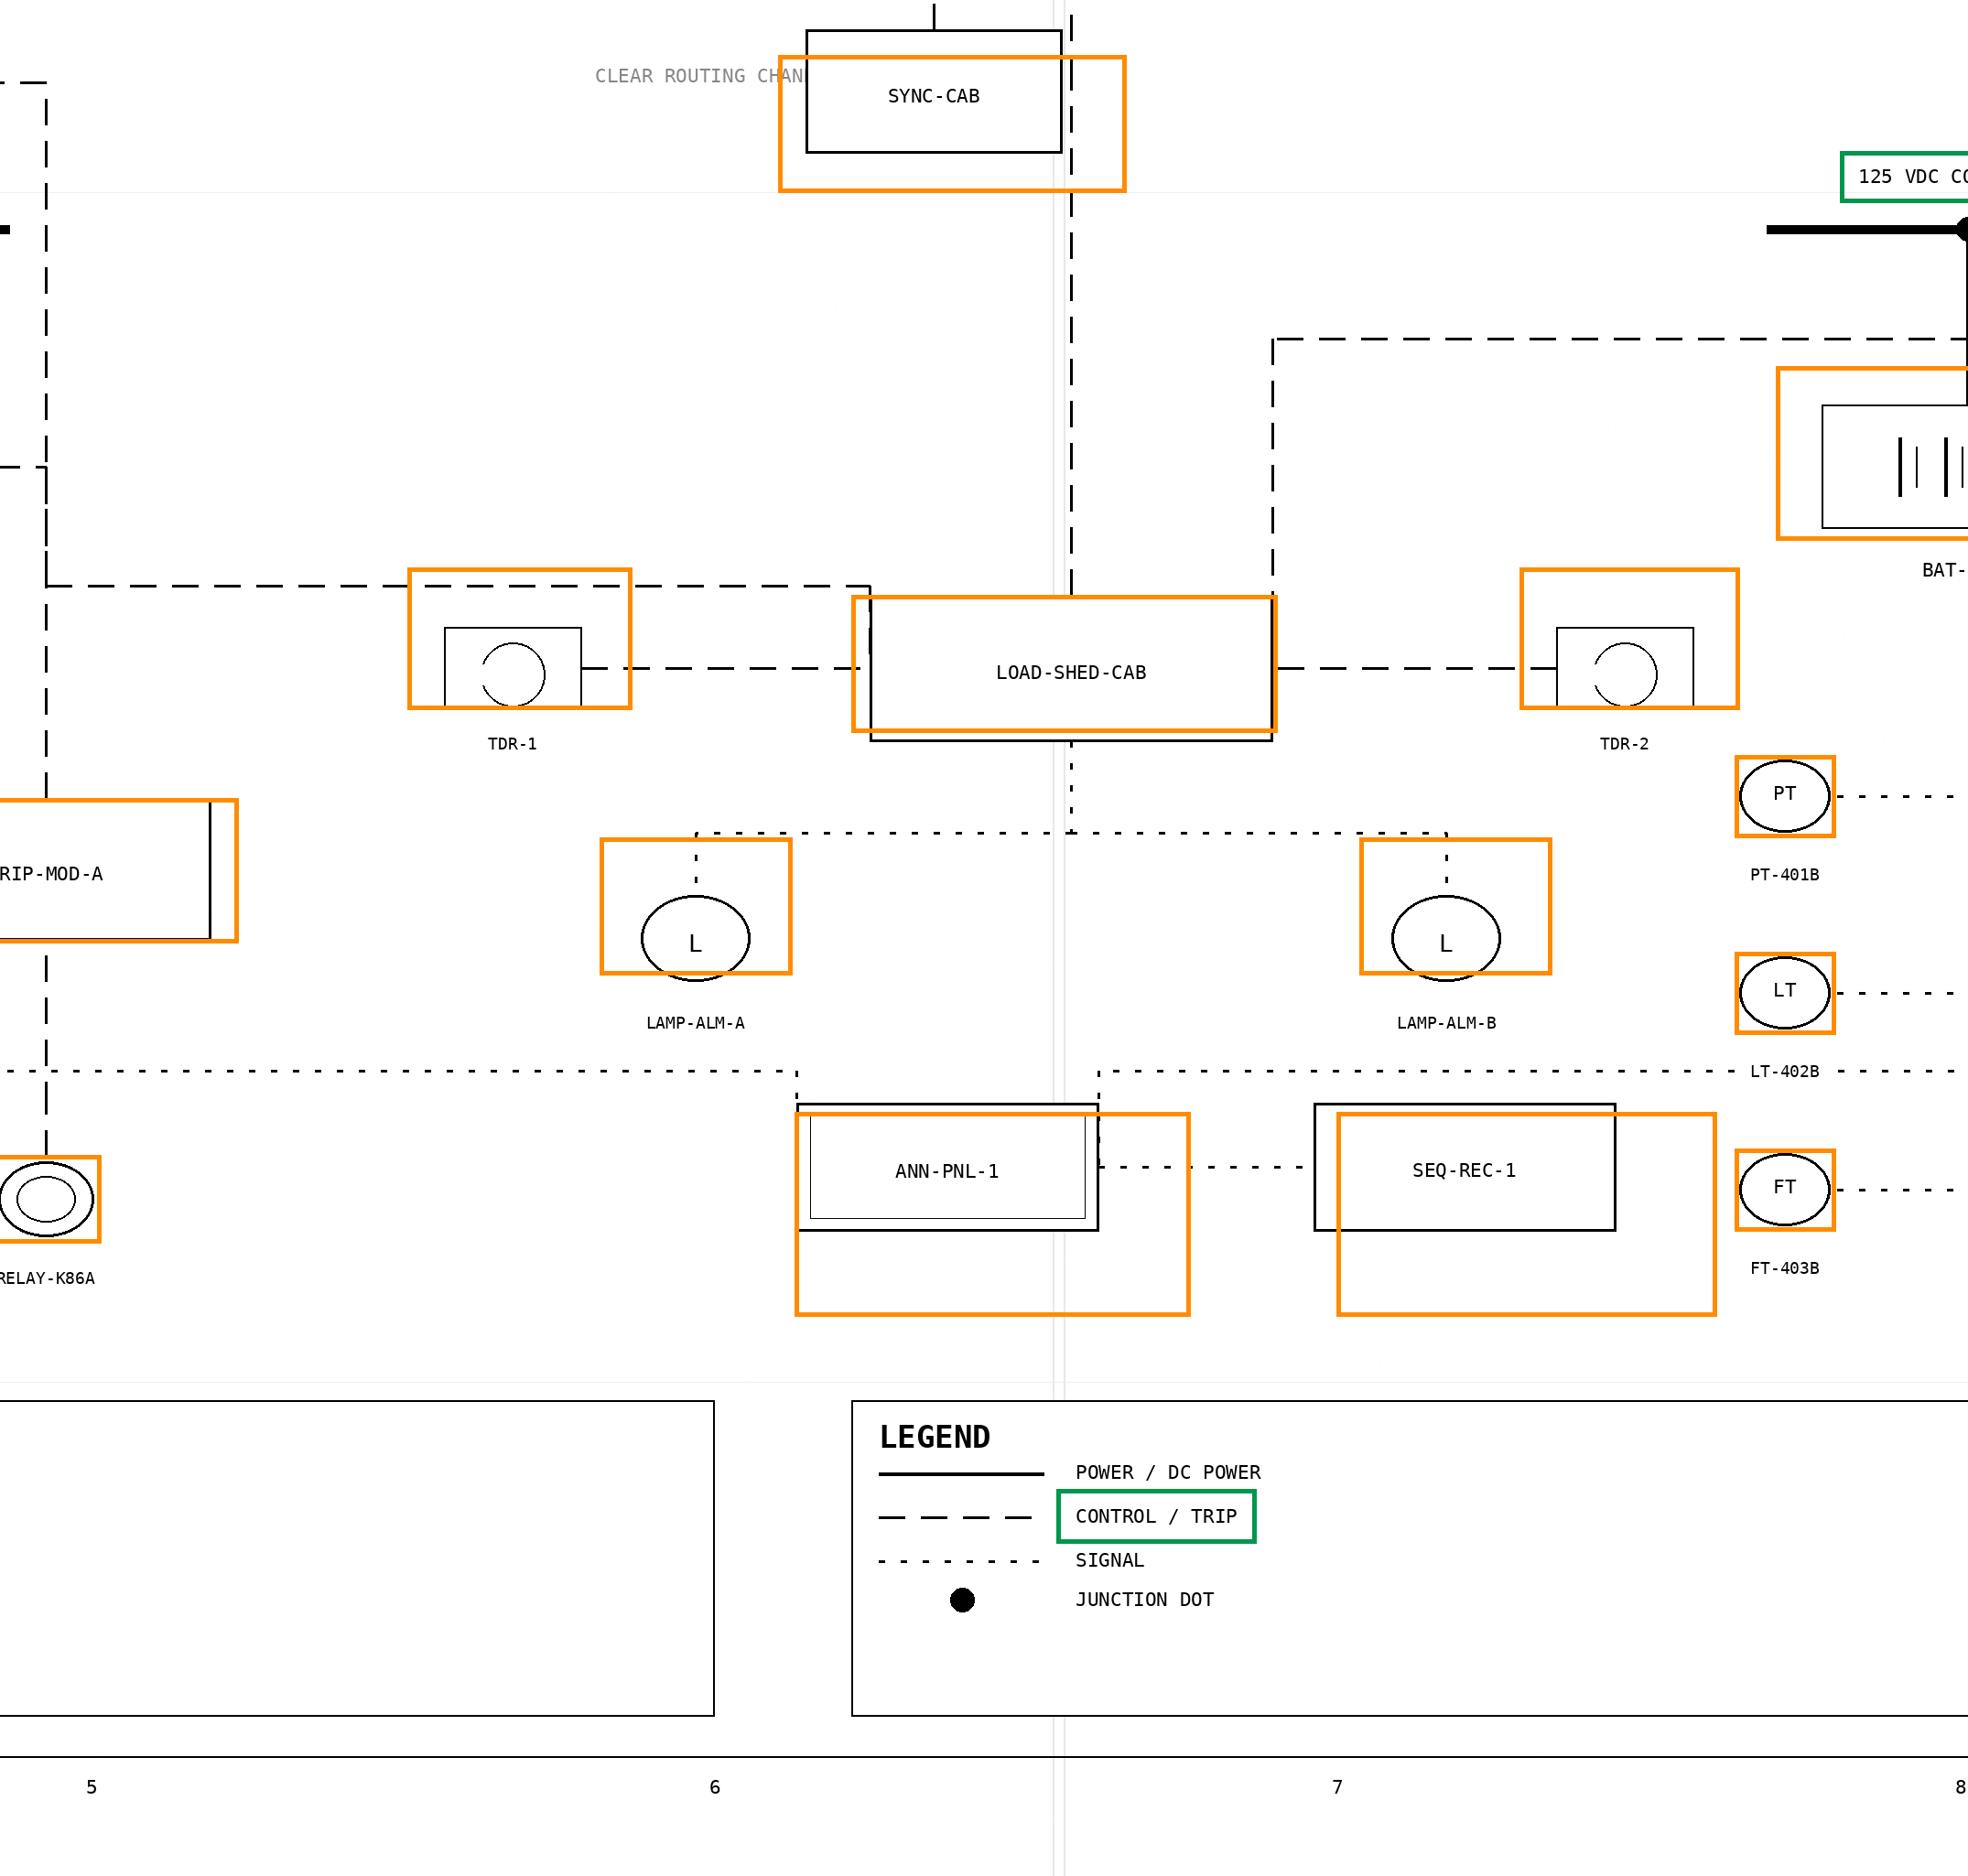 CLEAR ROUTING CHAN
SYNC-CAB
125 VDC CO
BAT-
LOAD-SHED-CAB
TDR-1
TDR-2
PT
PT-401B
RIP-MOD-A
L
L
LAMP-ALM-A
LAMP-ALM-B
LT
LT-402B
ANN-PNL-1
SEQ-REC-1
FT
FT-403B
RELAY-K86A
LEGEND
POWER / DC POWER
CONTROL / TRIP
SIGNAL
JUNCTION DOT
5
6
7
8